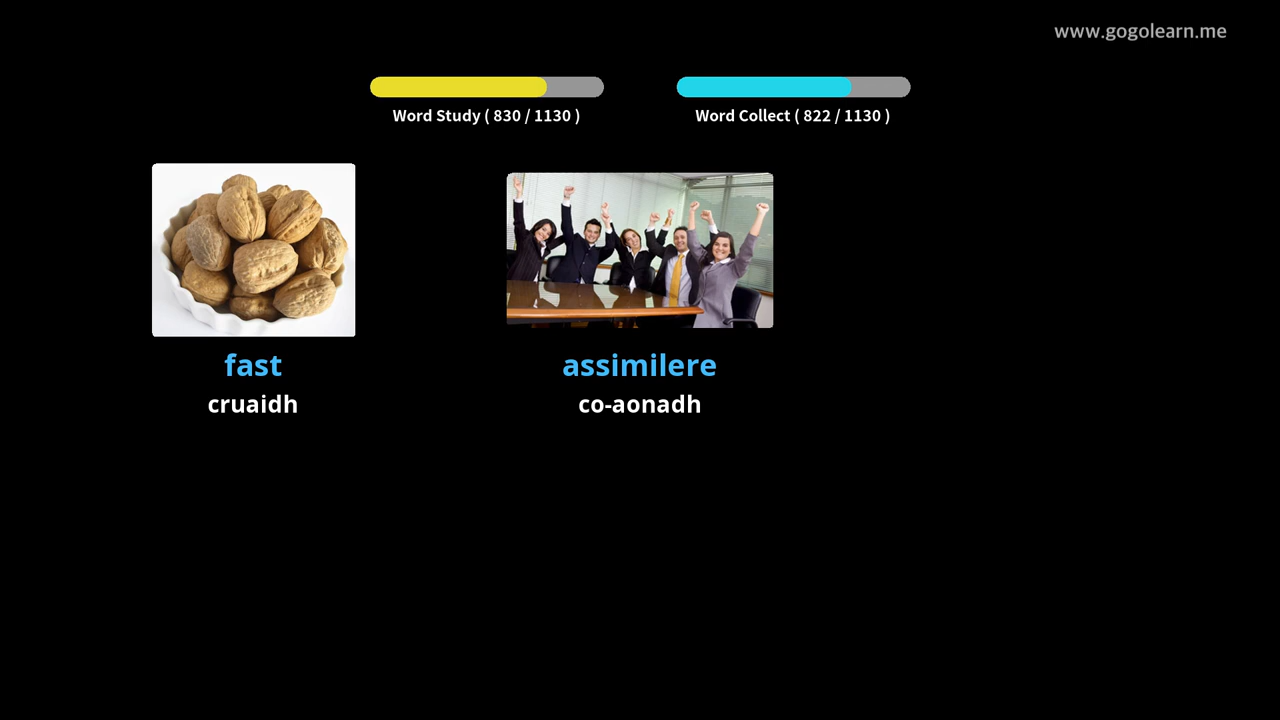 www.gogolearn.me
Word Study ( 830 / 1130 )
Word Collect ( 822 / 1130 )
fast
cruaidh
assimilere
co-aonadh